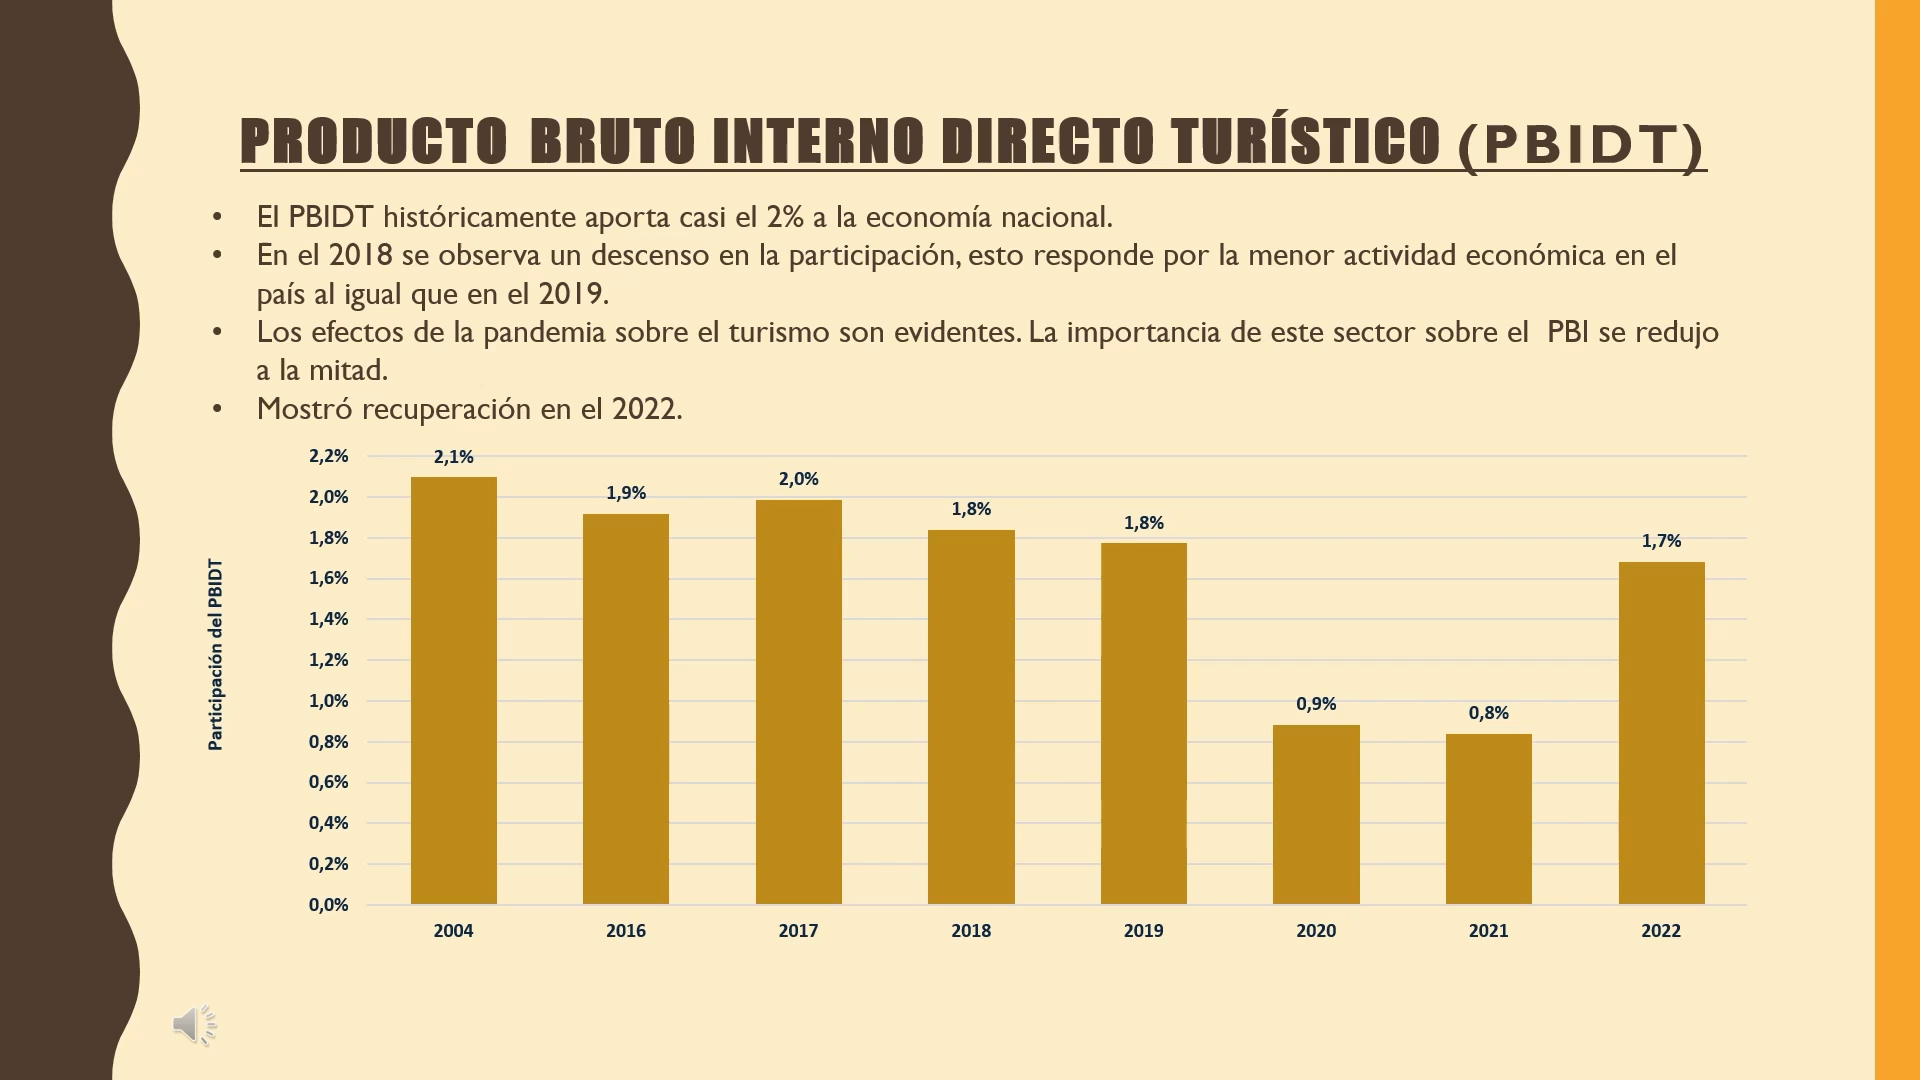 PRODUCTO BRUTO INTERNO DIRECTO TURÍSTICO (PBIDT)
• El PBIDT históricamente aporta casi el 2% a la economía nacional.
• En el 2018 se observa un descenso en la participación, esto responde por la menor actividad económica en el
país al igual que en el 2019.
• Los efectos de la pandemia sobre el turismo son evidentes. La importancia de este sector sobre el PBI se redujo
a la mitad.
• Mostró recuperación en el 2022.
Participación del PBIDT
2,2%
2,0%
1,8%
1,6%
1,4%
1,2%
1,0%
0,8%
0,6%
0,4%
0,2%
0,0%
2,1%
1,9%
2,0%
1,8%
1,8%
0,9%
0,8%
1,7%
2004 2016 2017 2018 2019 2020 2021 2022